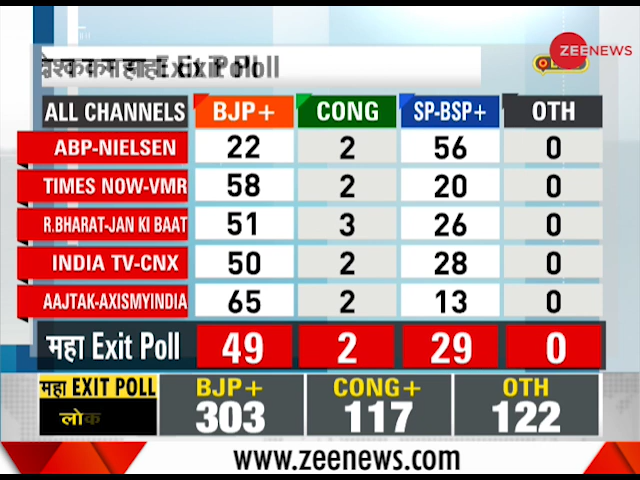 ZEENEWS
Exit Poll
ALL CHANNELS BJP+ CONG SP-BSP+ OTH
ABP-NIELSEN 22 2 56 0
TIMES NOW-VMR 58 2 20 0
R.BHARAT-JAN KI BAAT 51 3 26 0
INDIA TV-CNX 50 2 28 0
AAJTAK-AXISMYINDIA 65 2 13 0
महा Exit Poll 49 2 29 0
महा EXIT POLL BJP+ CONG+ OTH
लोक 303 117 122
www.zeenews.com